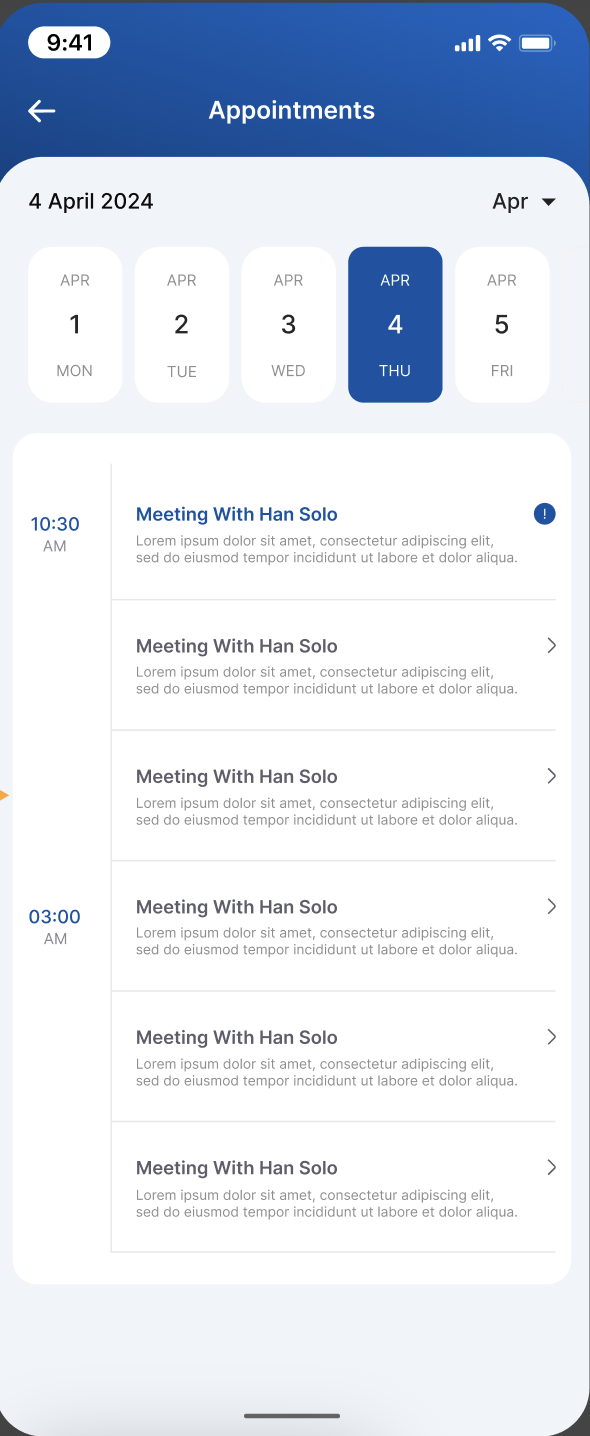 9:41
Appointments
4 April 2024
Apr
APR
1
MON
APR
2
TUE
APR
3
WED
APR
4
THU
APR
5
FRI
10:30
AM
Meeting With Han Solo
!
Lorem ipsum dolor sit amet, consectetur adipiscing elit,
sed do eiusmod tempor incididunt ut labore et dolor aliqua.
Meeting With Han Solo
Lorem ipsum dolor sit amet, consectetur adipiscing elit,
sed do eiusmod tempor incididunt ut labore et dolor aliqua.
Meeting With Han Solo
Lorem ipsum dolor sit amet, consectetur adipiscing elit,
sed do eiusmod tempor incididunt ut labore et dolor aliqua.
03:00
AM
Meeting With Han Solo
Lorem ipsum dolor sit amet, consectetur adipiscing elit,
sed do eiusmod tempor incididunt ut labore et dolor aliqua.
Meeting With Han Solo
Lorem ipsum dolor sit amet, consectetur adipiscing elit,
sed do eiusmod tempor incididunt ut labore et dolor aliqua.
Meeting With Han Solo
Lorem ipsum dolor sit amet, consectetur adipiscing elit,
sed do eiusmod tempor incididunt ut labore et dolor aliqua.